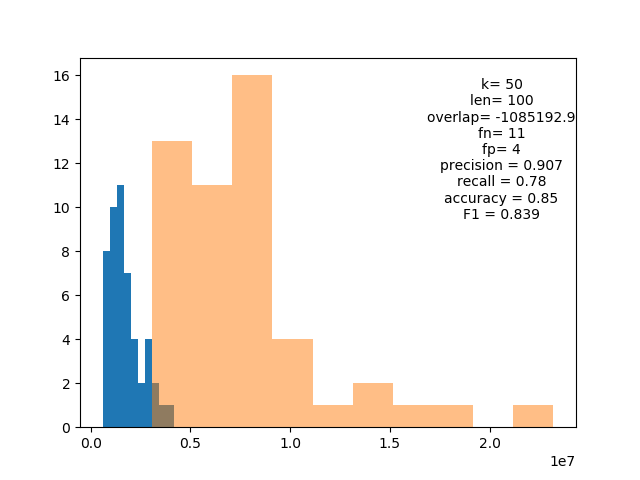 16
14
12
10
8
6
4
2
0
k= 50
len= 100
overlap= -1085192.9
fn= 11
fp= 4
precision = 0.907
recall = 0.78
accuracy = 0.85
F1 = 0.839
0.0 0.5 1.0 1.5 2.0
1e7